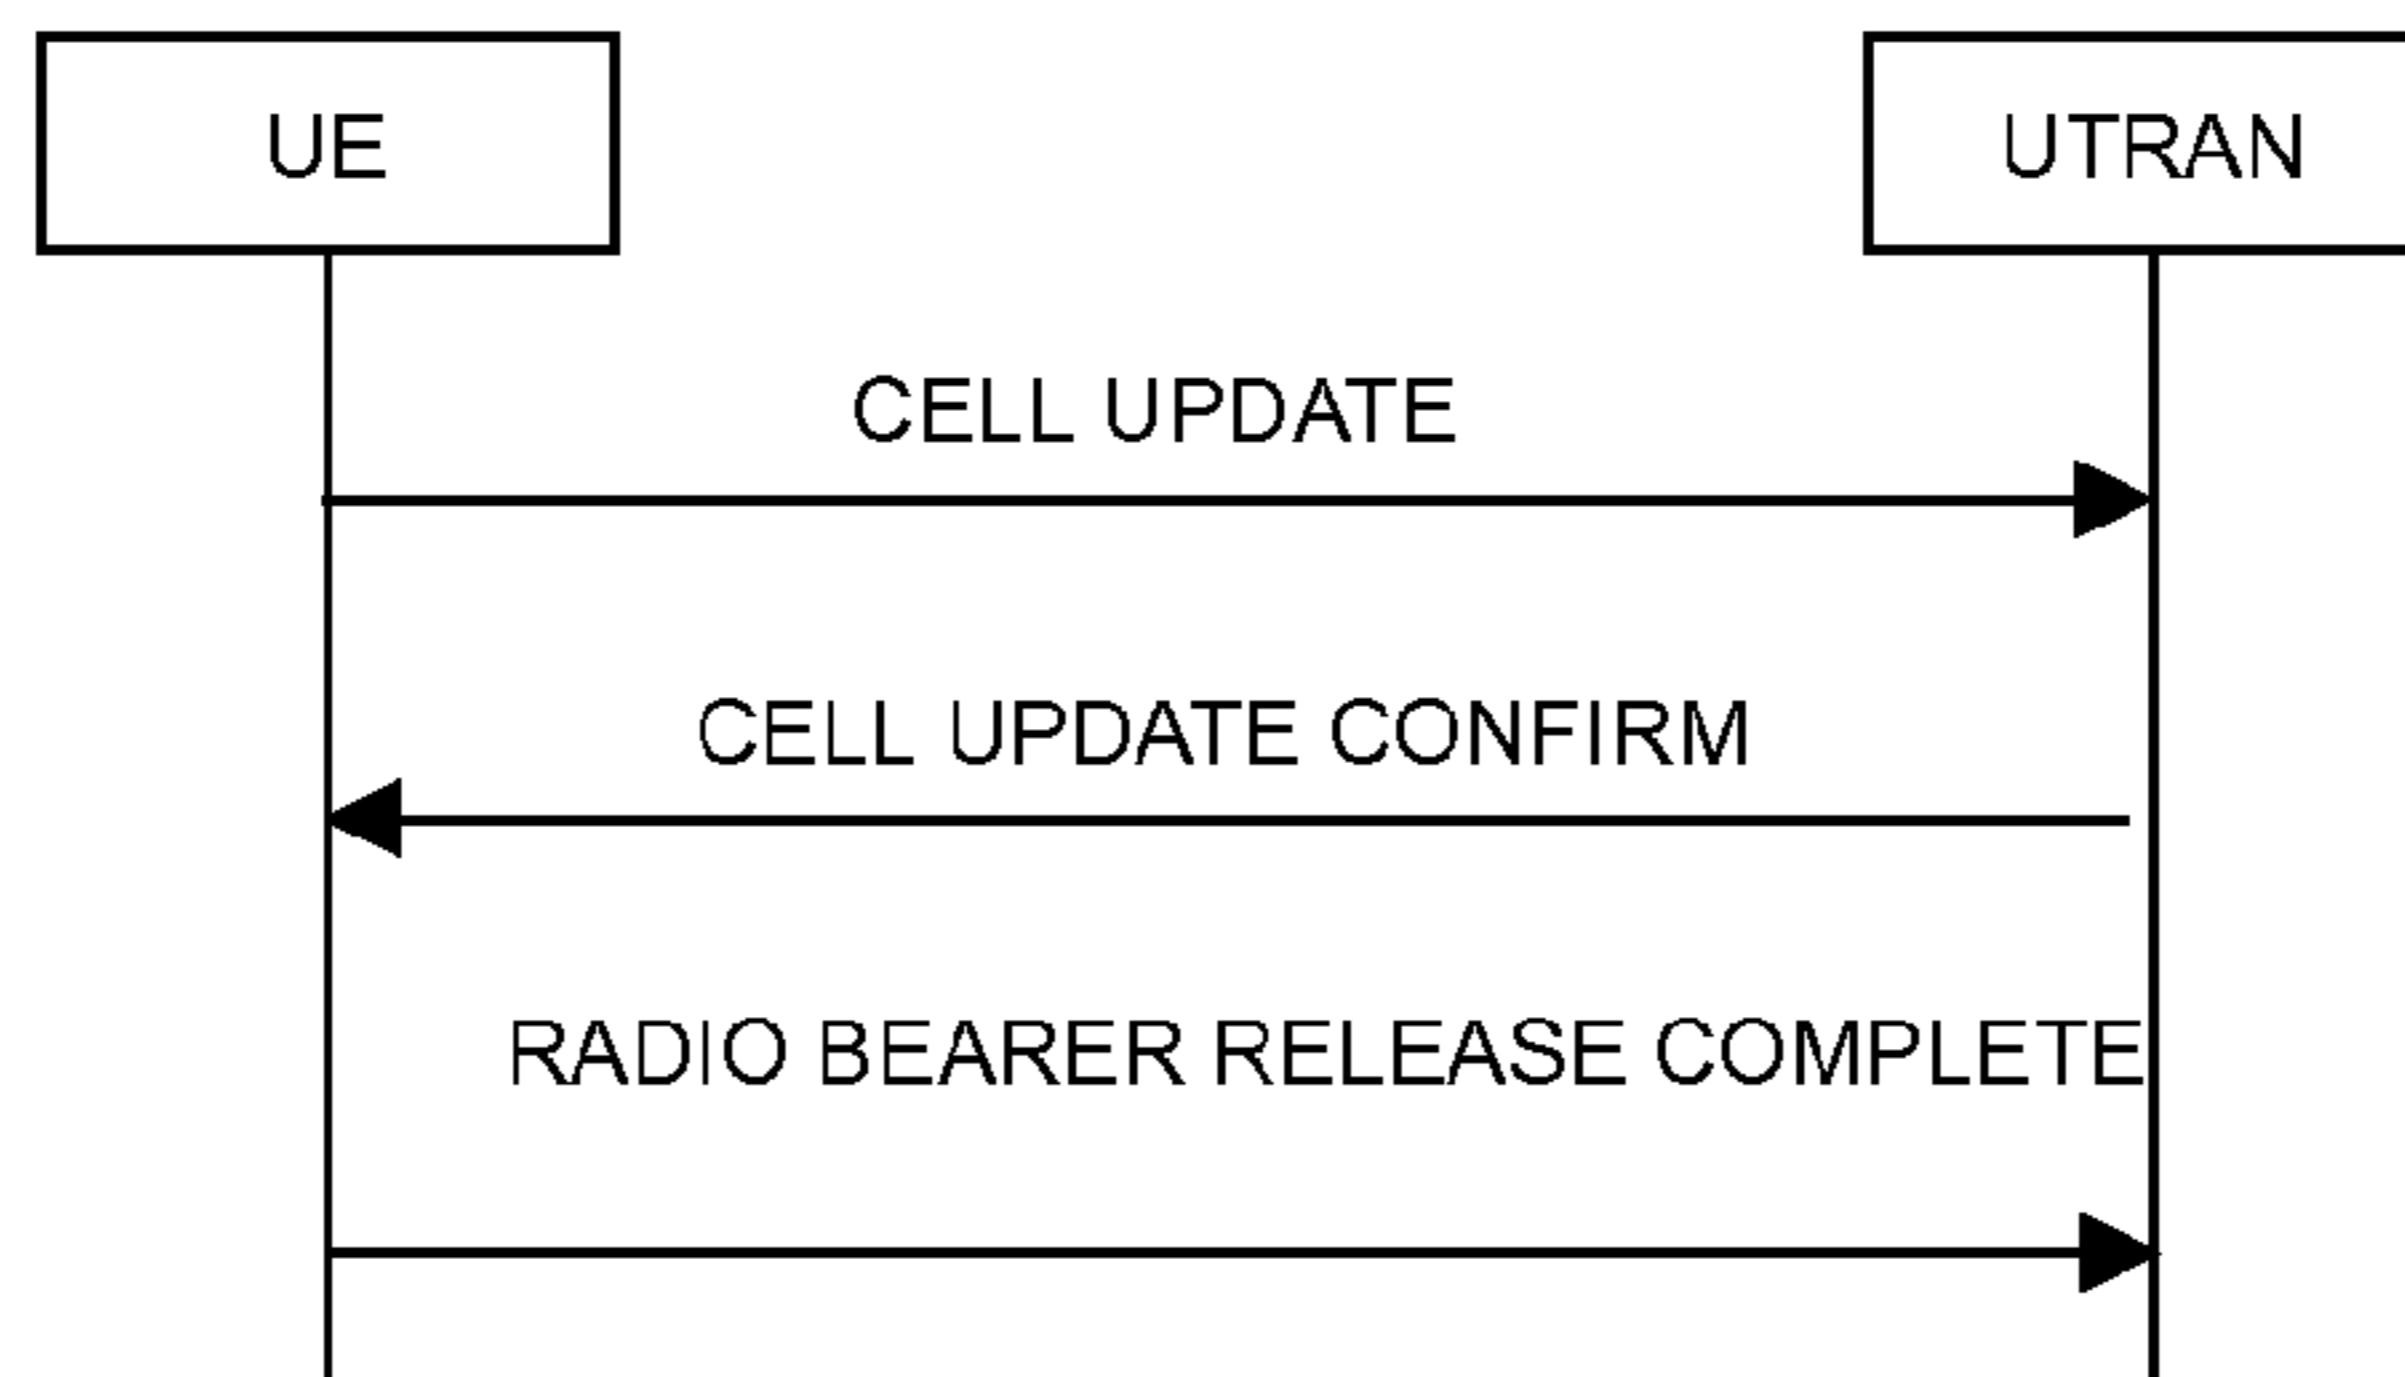 UE
UTRAN
CELL UPDATE
CELL UPDATE CONFIRM
RADIO BEARER RELEASE COMPLETE